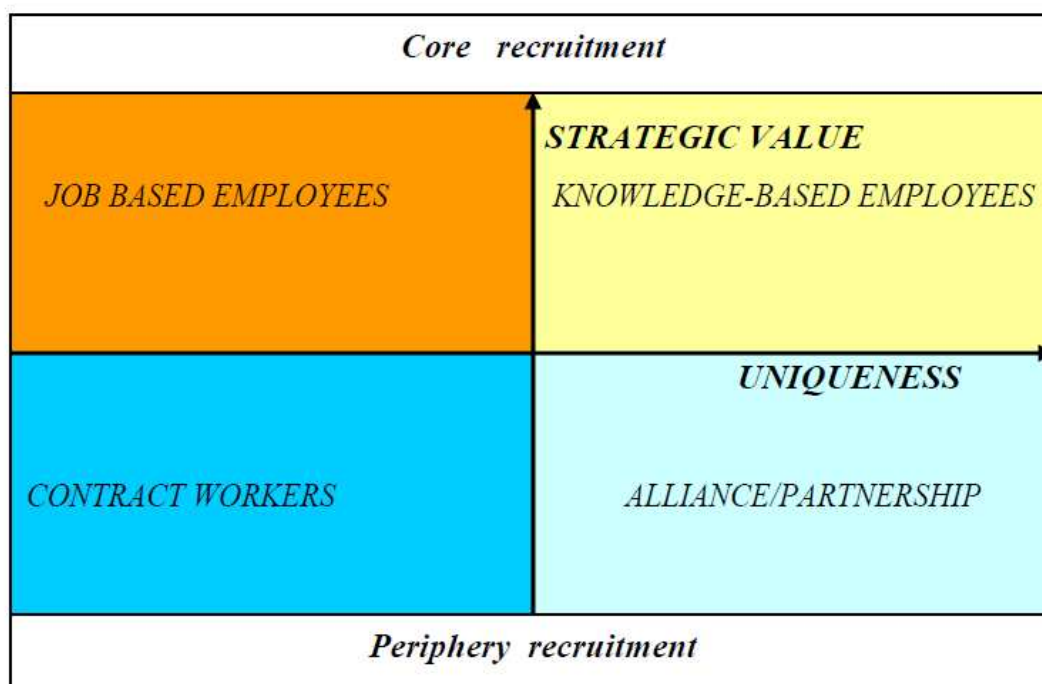 Core recruitment
STRATEGIC VALUE
JOB BASED EMPLOYEES
KNOWLEDGE-BASED EMPLOYEES
UNIQUENESS
CONTRACT WORKERS
ALLIANCE/PARTNERSHIP
Periphery recruitment